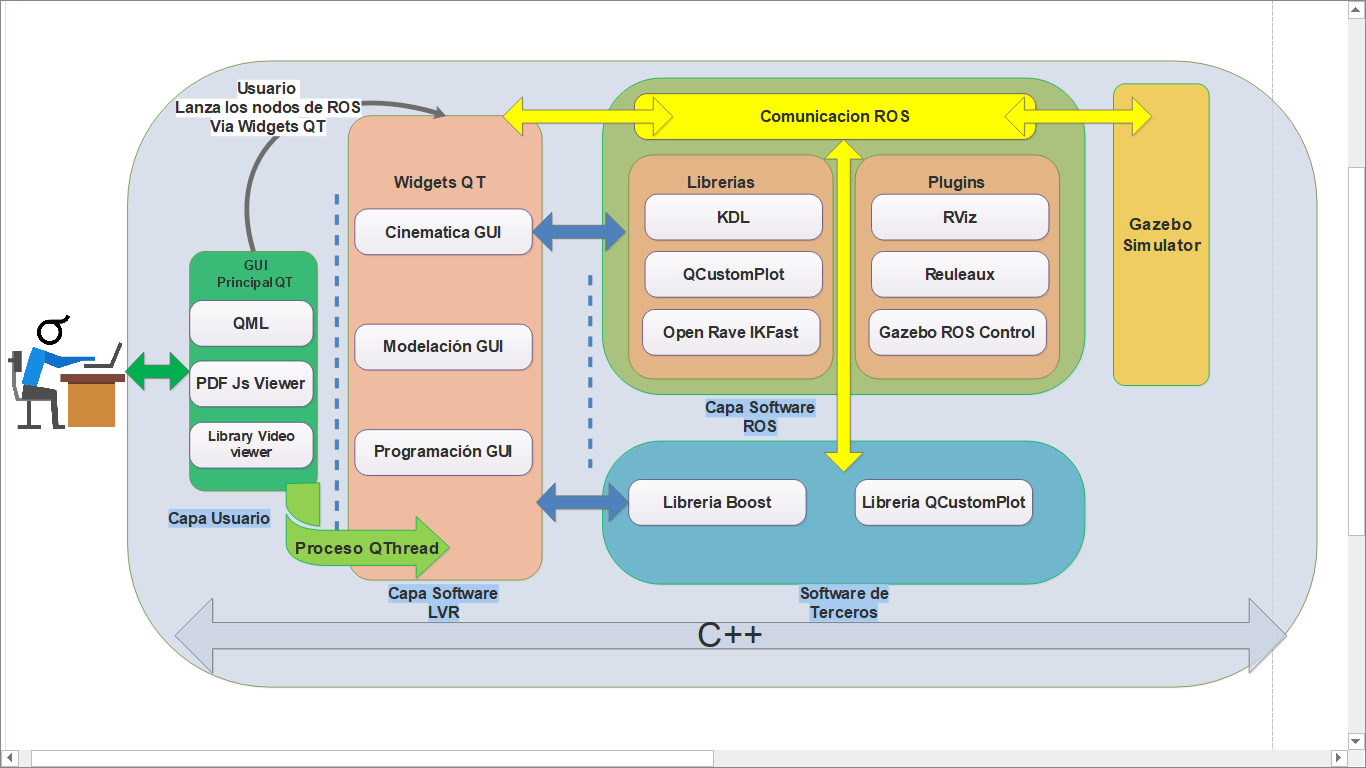 Usuario
Lanza los nodos de ROS
Via Widgets QT
GUI
Principal QT
QML
PDF Js Viewer
Library Video
viewer
Capa Usuario
Proceso QThread
Widgets QT
Cinematica GUI
Modelación GUI
Programación GUI
Capa Software
LVR
Comunicacion ROS
Librerias
KDL
QCustomPlot
Open Rave IKFast
Plugins
RViz
Reuleaux
Gazebo ROS Control
Capa Software
ROS
Gazebo
Simulator
Libreria Boost
Libreria QCustomPlot
Software de
Terceros
C++